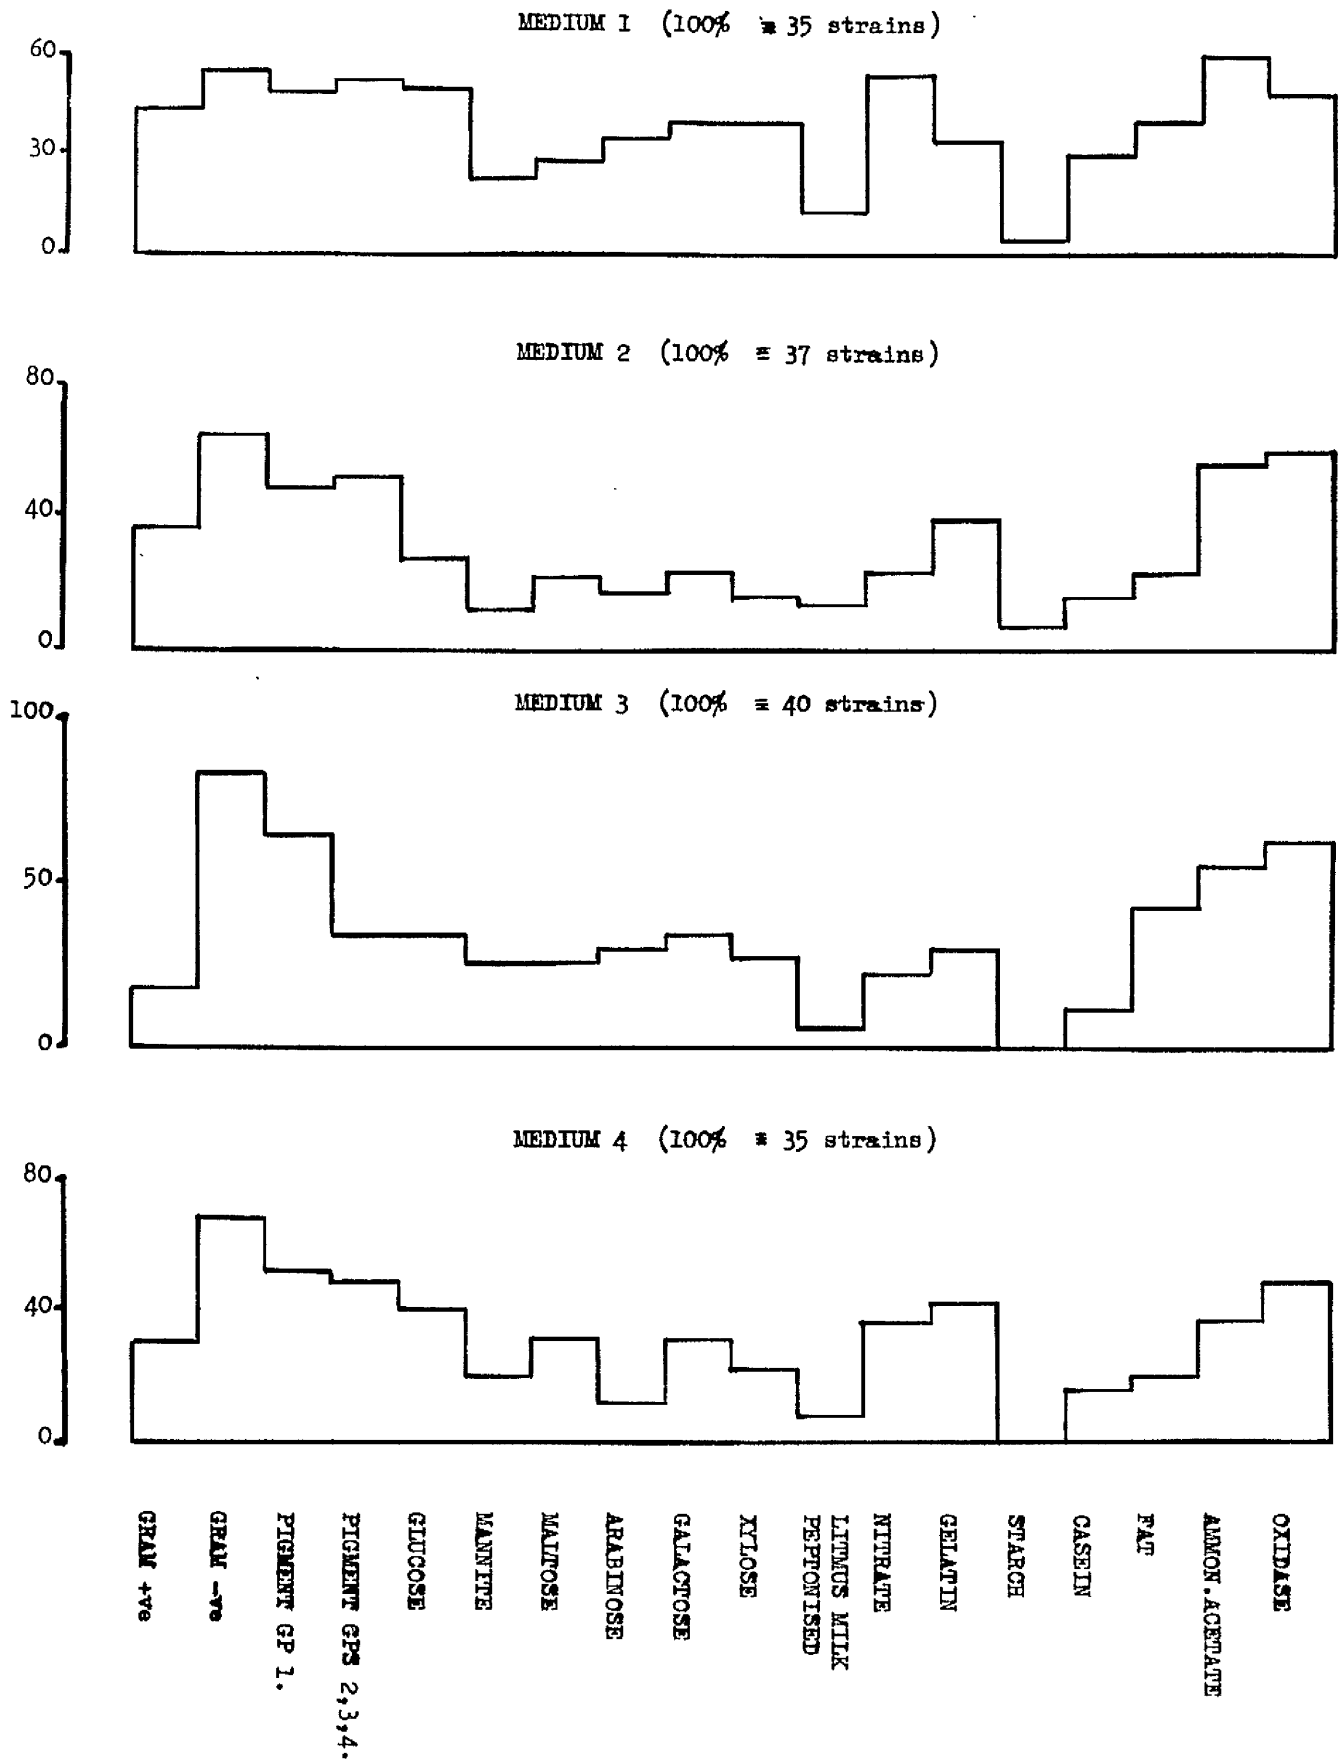 MEDIUM 1 (100% ≡ 35 strains)
60
30
0
MEDIUM 2 (100% ≡ 37 strains)
80
40
0
MEDIUM 3 (100% ≡ 40 strains)
100
50
0
MEDIUM 4 (100% ≡ 35 strains)
80
40
0
GRAM +ve
GRAM -ve
PIGMENT GP 1.
PIGMENT GPS 2,3,4.
GLUCOSE
MANNITE
MALTOSE
ARABINOSE
GALACTOSE
XYLOSE
LITMUS MILK
PEPTONISED
NITRATE
GELATIN
STARCH
CASEIN
FAT
AMMON.ACETATE
OXIDASE